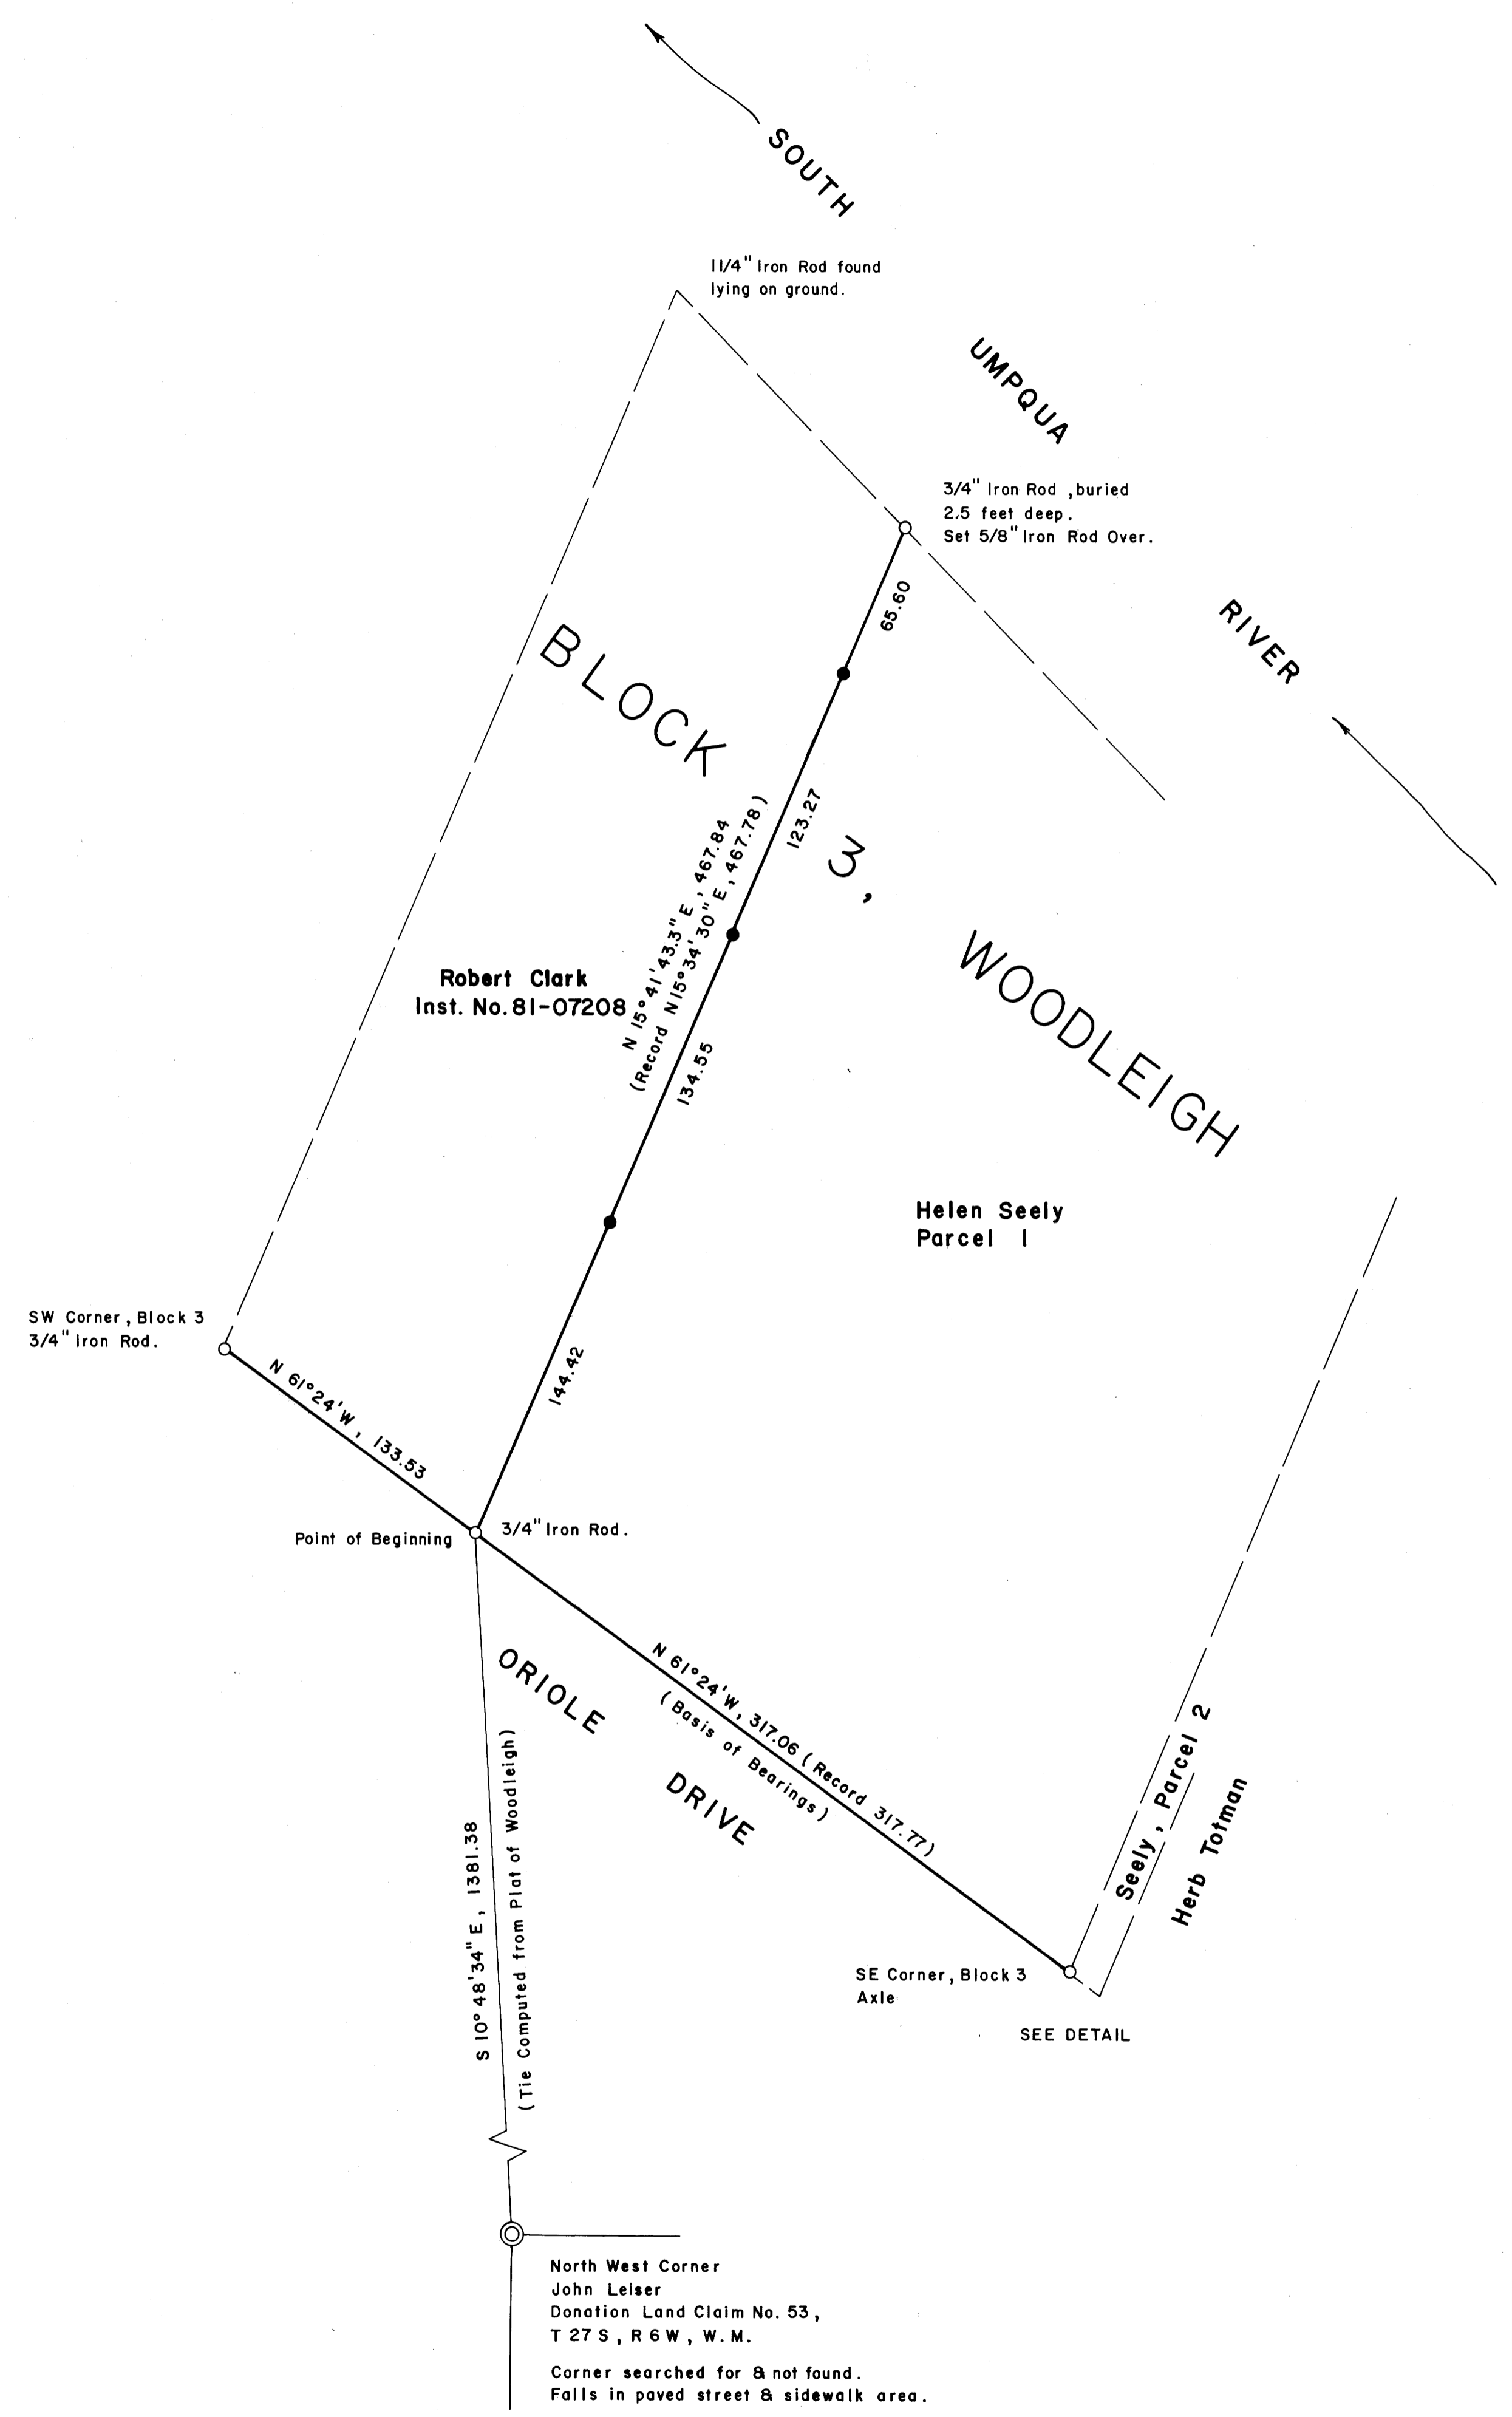 SOUTH
11/4" Iron Rod found
lying on ground.
UMPQUA
3/4" Iron Rod , buried
2.5 feet deep.
Set 5/8" Iron Rod Over.
RIVER
65.60
BLOCK
3,
WOODLEIGH
123.27
N 15°41'43.3" E , 467.84
(Record N15°34'30" E , 467.78)
Robert Clark
Inst. No. 81-07208
134.55
Helen Seely
Parcel 1
SW Corner, Block 3
3/4" Iron Rod.
N 61°24'W, 133.53
144.42
Point of Beginning
3/4" Iron Rod.
ORIOLE
DRIVE
N 61°24'W, 317.06 (Record 317.77)
(Basis of Bearings)
Seely, Parcel 2
Herb Totman
S 10°48'34" E, 1381.38
(Tie Computed from Plat of Woodleigh)
SE Corner, Block 3
Axle
SEE DETAIL
North West Corner
John Leiser
Donation Land Claim No. 53,
T 27 S , R 6 W , W. M.
Corner searched for & not found.
Falls in paved street & sidewalk area.